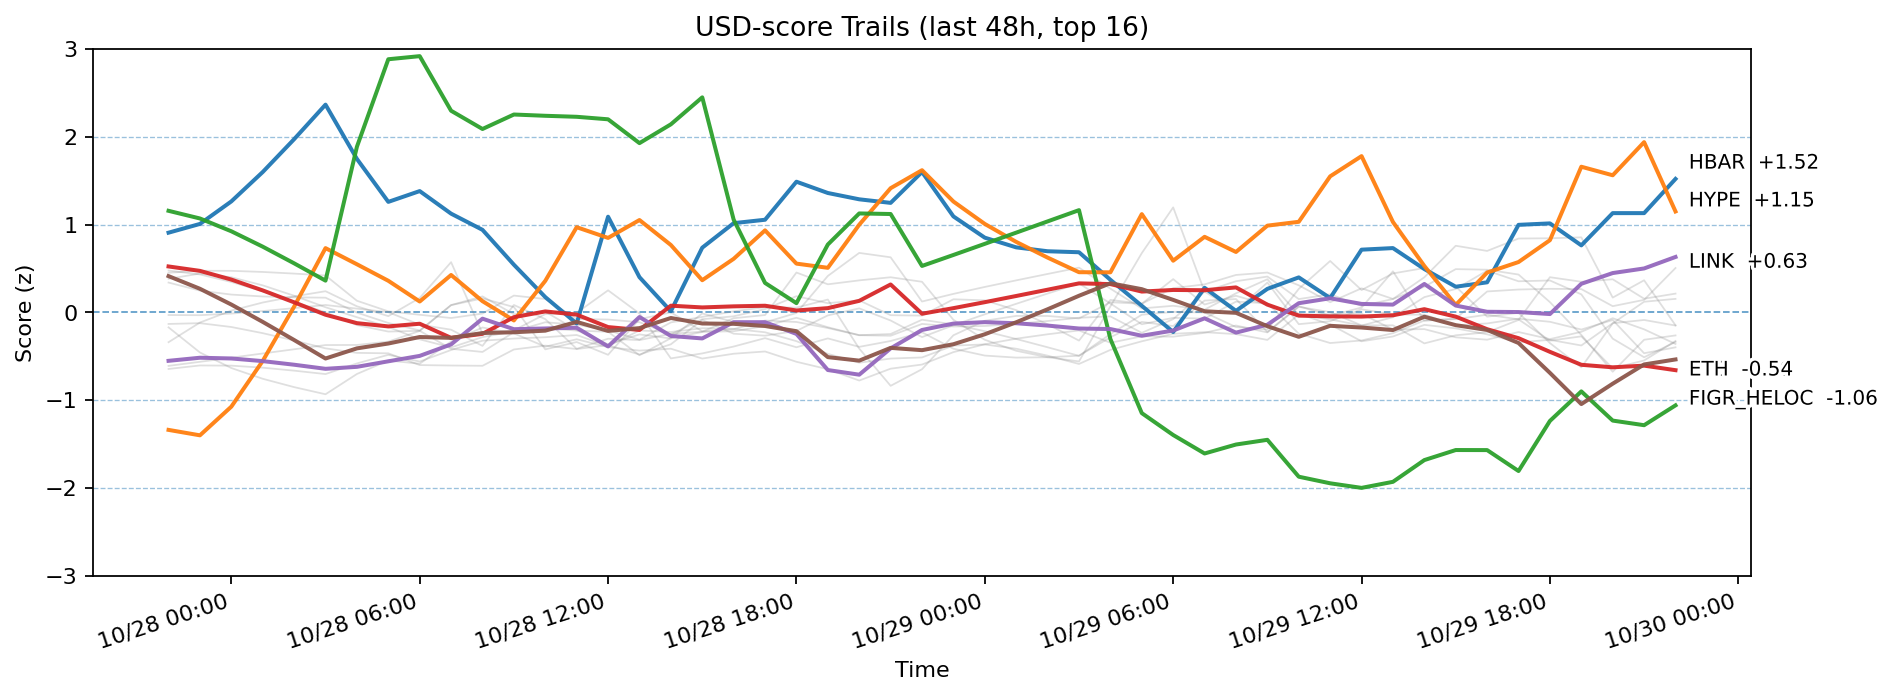 USD-score Trails (last 48h, top 16)
Score (z)
3
2
1
0
−1
−2
−3
HBAR +1.52
HYPE +1.15
LINK +0.63
ETH -0.54
FIGR_HELOC -1.06
10/28 00:00
10/28 06:00
10/28 12:00
10/28 18:00
10/29 00:00
10/29 06:00
10/29 12:00
10/29 18:00
10/30 00:00
Time